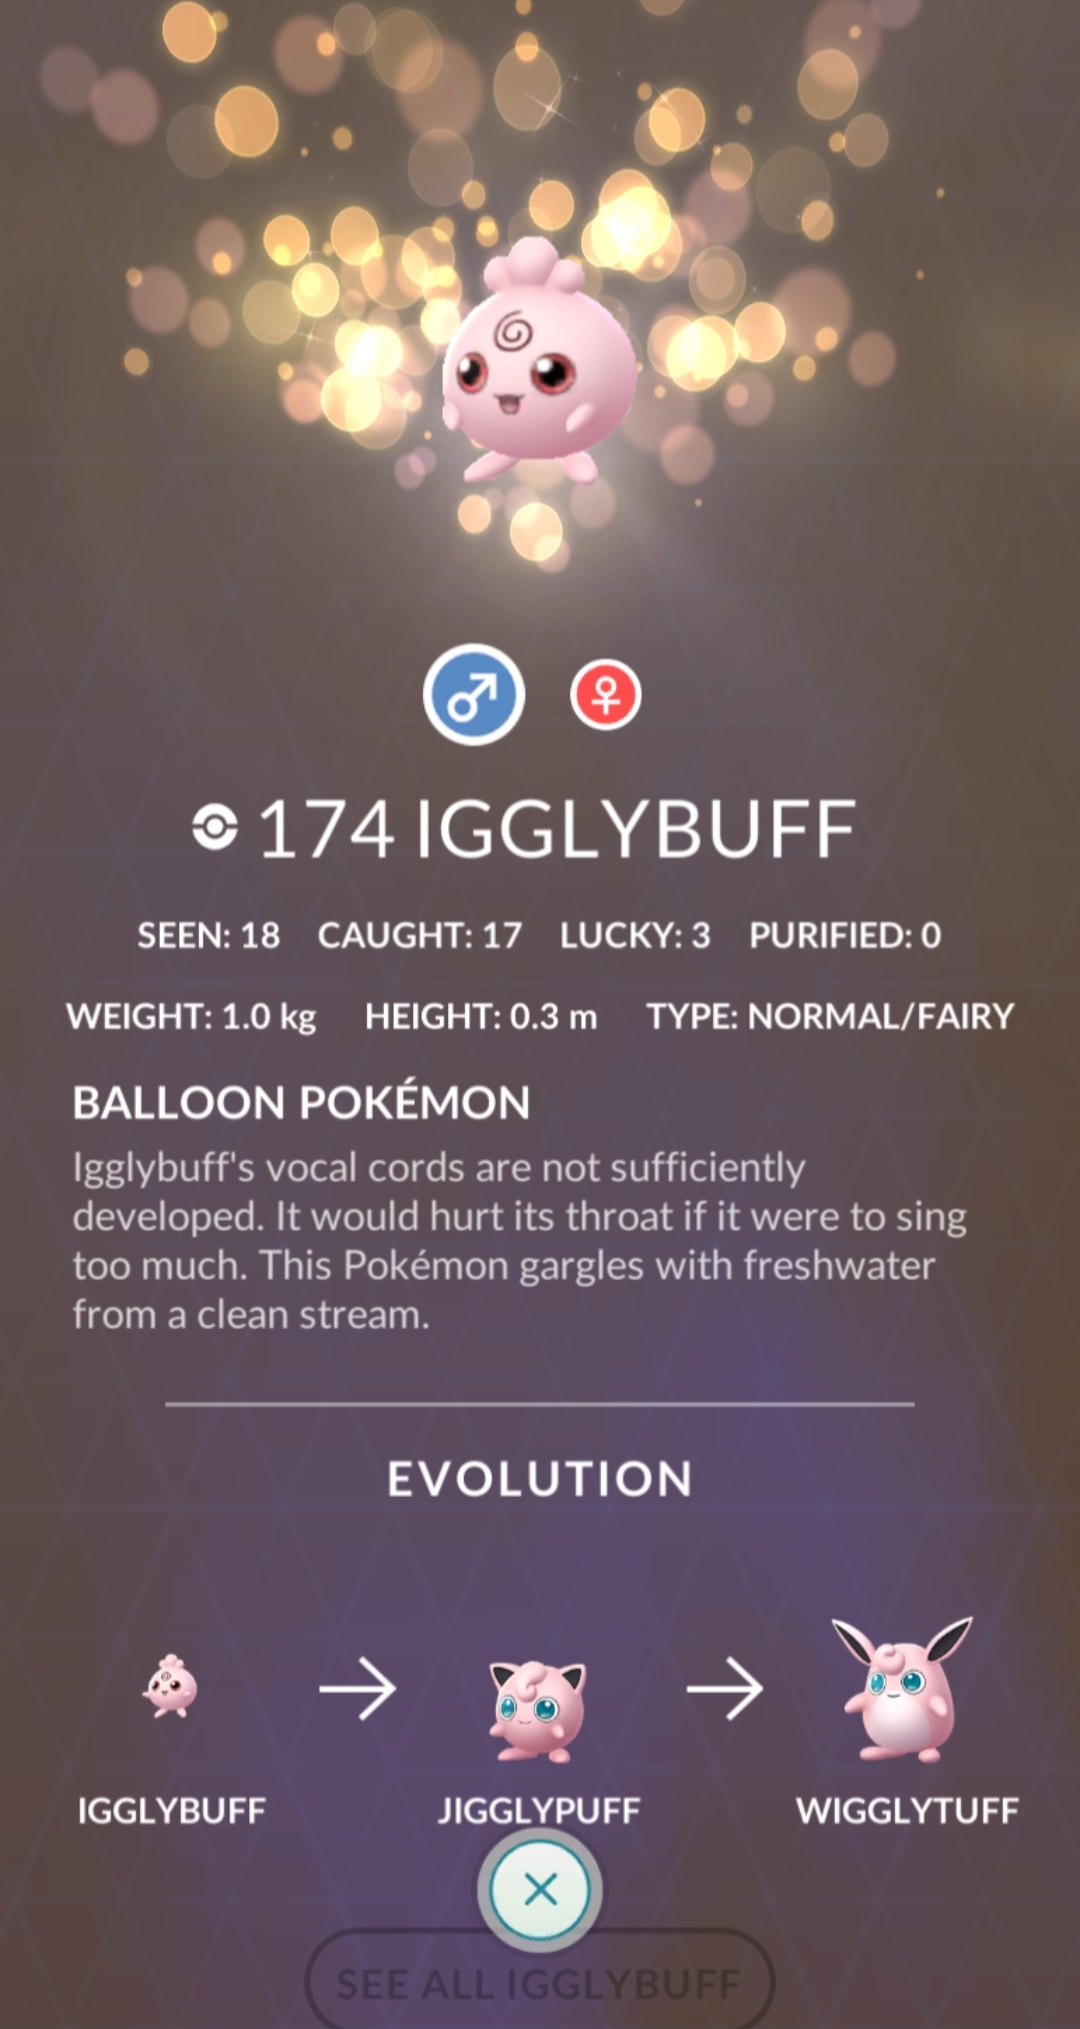 174 IGGLYBUFF
SEEN: 18 CAUGHT: 17 LUCKY: 3 PURIFIED: 0
WEIGHT: 1.0 kg HEIGHT: 0.3 m TYPE: NORMAL/FAIRY
BALLOON POKÉMON
Igglybuff's vocal cords are not sufficiently
developed. It would hurt its throat if it were to sing
too much. This Pokémon gargles with freshwater
from a clean stream.
EVOLUTION
IGGLYBUFF JIGGLYPUFF WIGGLYTUFF
SEE ALL IGGLYBUFF